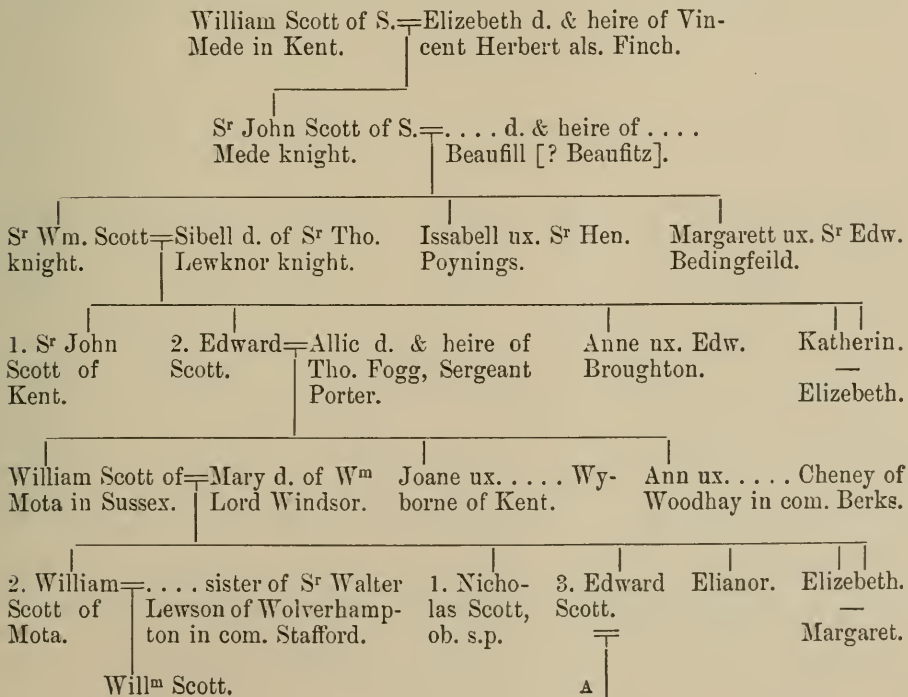 William Scott of S.=Elizebeth d. & heire of Vin-
Mede in Kent. cent Herbert als. Finch.
Sr John Scott of S.=. . . . d. & heire of . . . .
Mede knight. Beaufill [? Beaufitz].
Sr Wm. Scott=Sibell d. of Sr Tho. Issabell ux. Sr Hen. Margarett ux. Sr Edw.
knight. Lewknor knight. Poynings. Bedingfeild.
1. Sr John 2. Edward=Allic d. & heire of Anne ux. Edw. Katherin.
Scott of Scott. Tho. Fogg, Sergeant Broughton. —
Kent. Porter. Elizebeth.
William Scott of=Mary d. of Wm Joane ux. . . . . Wy- Ann ux. . . . . Cheney of
Mota in Sussex. Lord Windsor. borne of Kent. Woodhay in com. Berks.
2. William=. . . . sister of Sr Walter 1. Nicho- 3. Edward Elianor. Elizebeth.
Scott of Lewson of Wolverhamp- las Scott, Scott. —
Mota. ton in com. Stafford. ob. s.p. Margaret.
Willm Scott. A